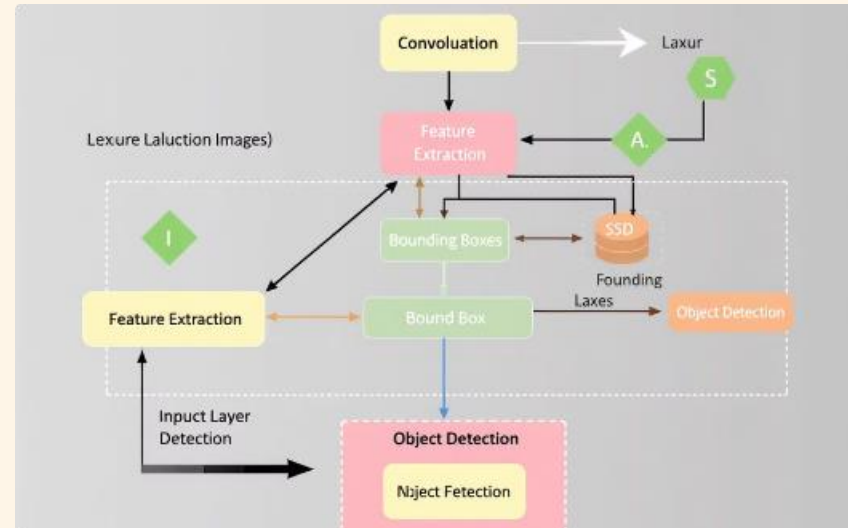 Convoluation
Laxur
S
Feature
Extraction
A.
Lexure Laluction Images)
I
Bounding Boxes
SSD
Founding
Laxes
Feature Extraction
Bound Box
Object Detection
Inpuct Layer
Detection
Object Detection
Nject Fetection